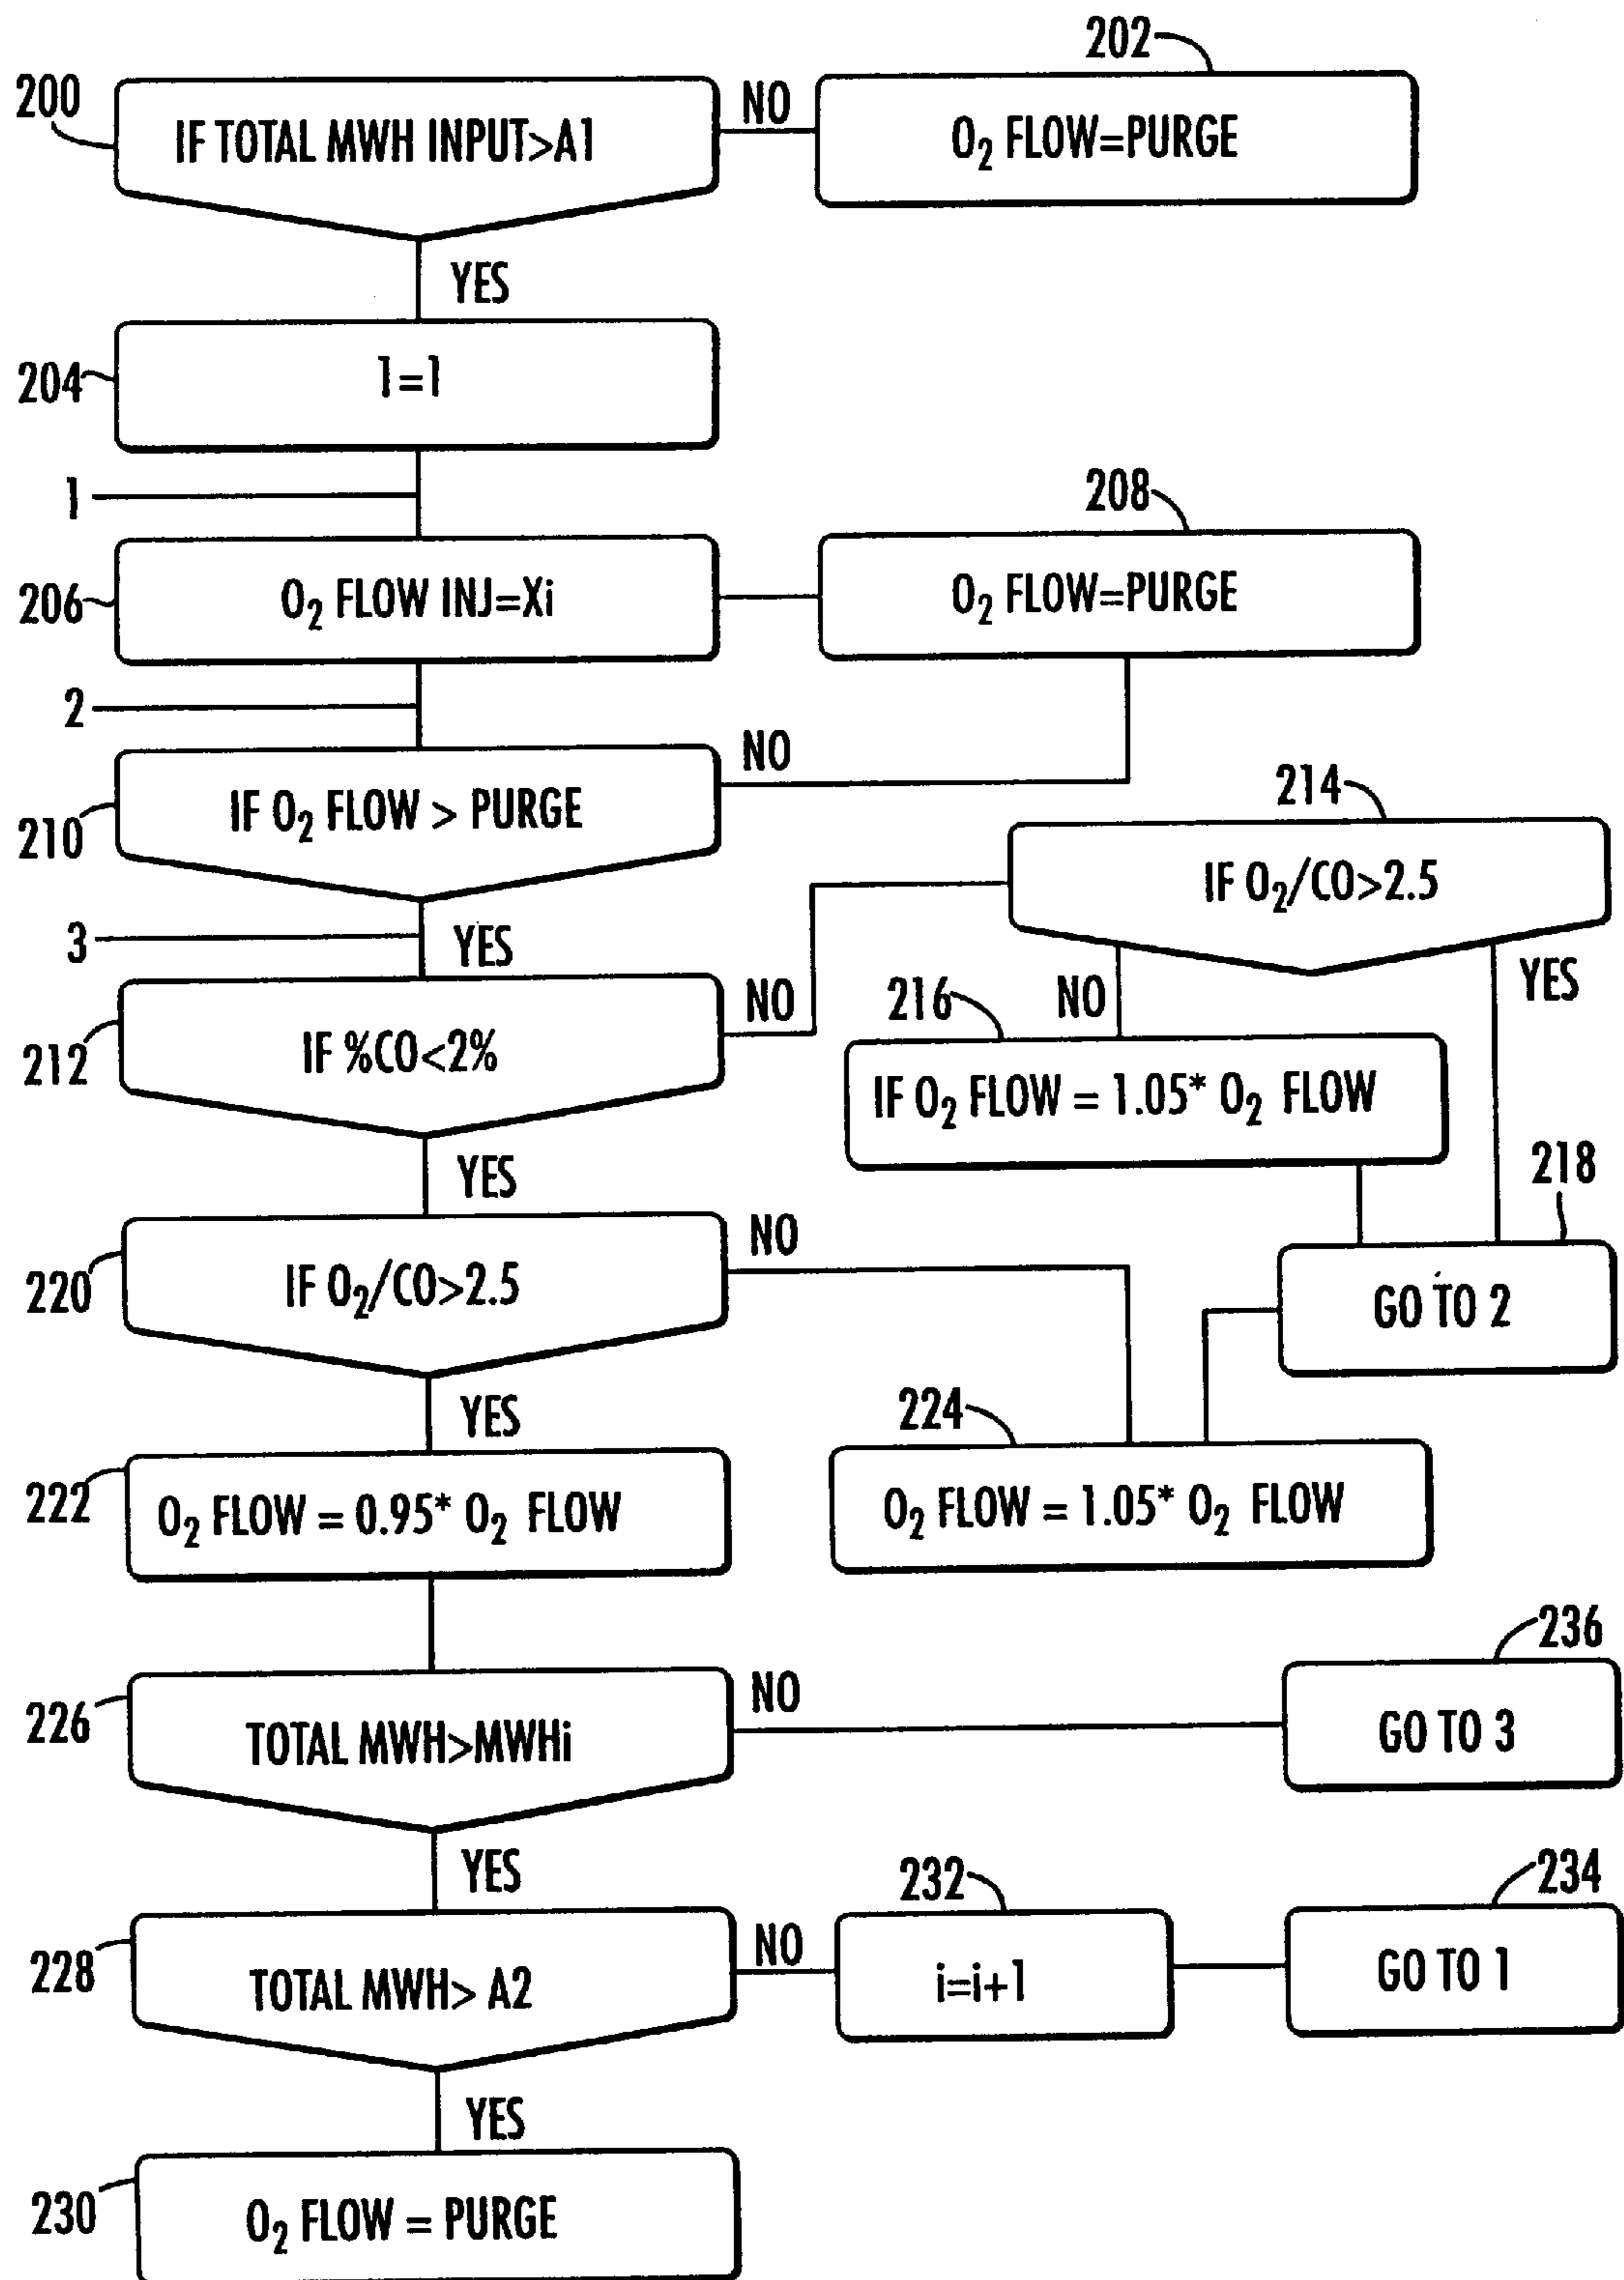 202
200
IF TOTAL MWH INPUT>A1
NO
O₂ FLOW=PURGE
YES
204
1=1
1
208
206
O₂ FLOW INJ=Xi
O₂ FLOW=PURGE
2
NO
210
IF O₂ FLOW > PURGE
214
IF O₂/CO>2.5
3
YES
212
IF %CO<2%
NO
216
NO
YES
IF O₂ FLOW = 1.05* O₂ FLOW
YES
218
220
IF O₂/CO>2.5
NO
GO TO 2
YES
224
222
O₂ FLOW = 0.95* O₂ FLOW
O₂ FLOW = 1.05* O₂ FLOW
236
226
TOTAL MWH>MWHi
NO
GO TO 3
YES
232
234
228
TOTAL MWH> A2
NO
i=i+1
GO TO 1
YES
230
O₂ FLOW = PURGE